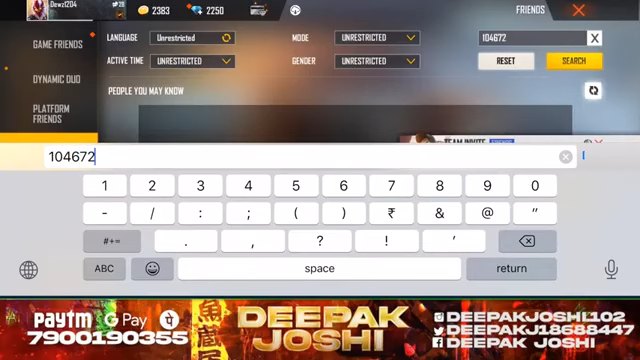 Dewz1204
28
2383
2250
FRIENDS
GAME FRIENDS
LANGUAGE
Unrestricted
MODE
UNRESTRICTED
104672
X
DYNAMIC DUO
ACTIVE TIME
UNRESTRICTED
GENDER
UNRESTRICTED
RESET
SEARCH
PLATFORM
FRIENDS
PEOPLE YOU MAY KNOW
TEAM INVITE
104672
1 2 3 4 5 6 7 8 9 0
- / : ; ( ) ₹ & @ "
#+= . , ? ! '
ABC space return
paytm G Pay
7900190355
DEEPAK
JOSHI
DEEPAKJOSHI102
DEEPAKJ18688447
DEEPAK JOSHI